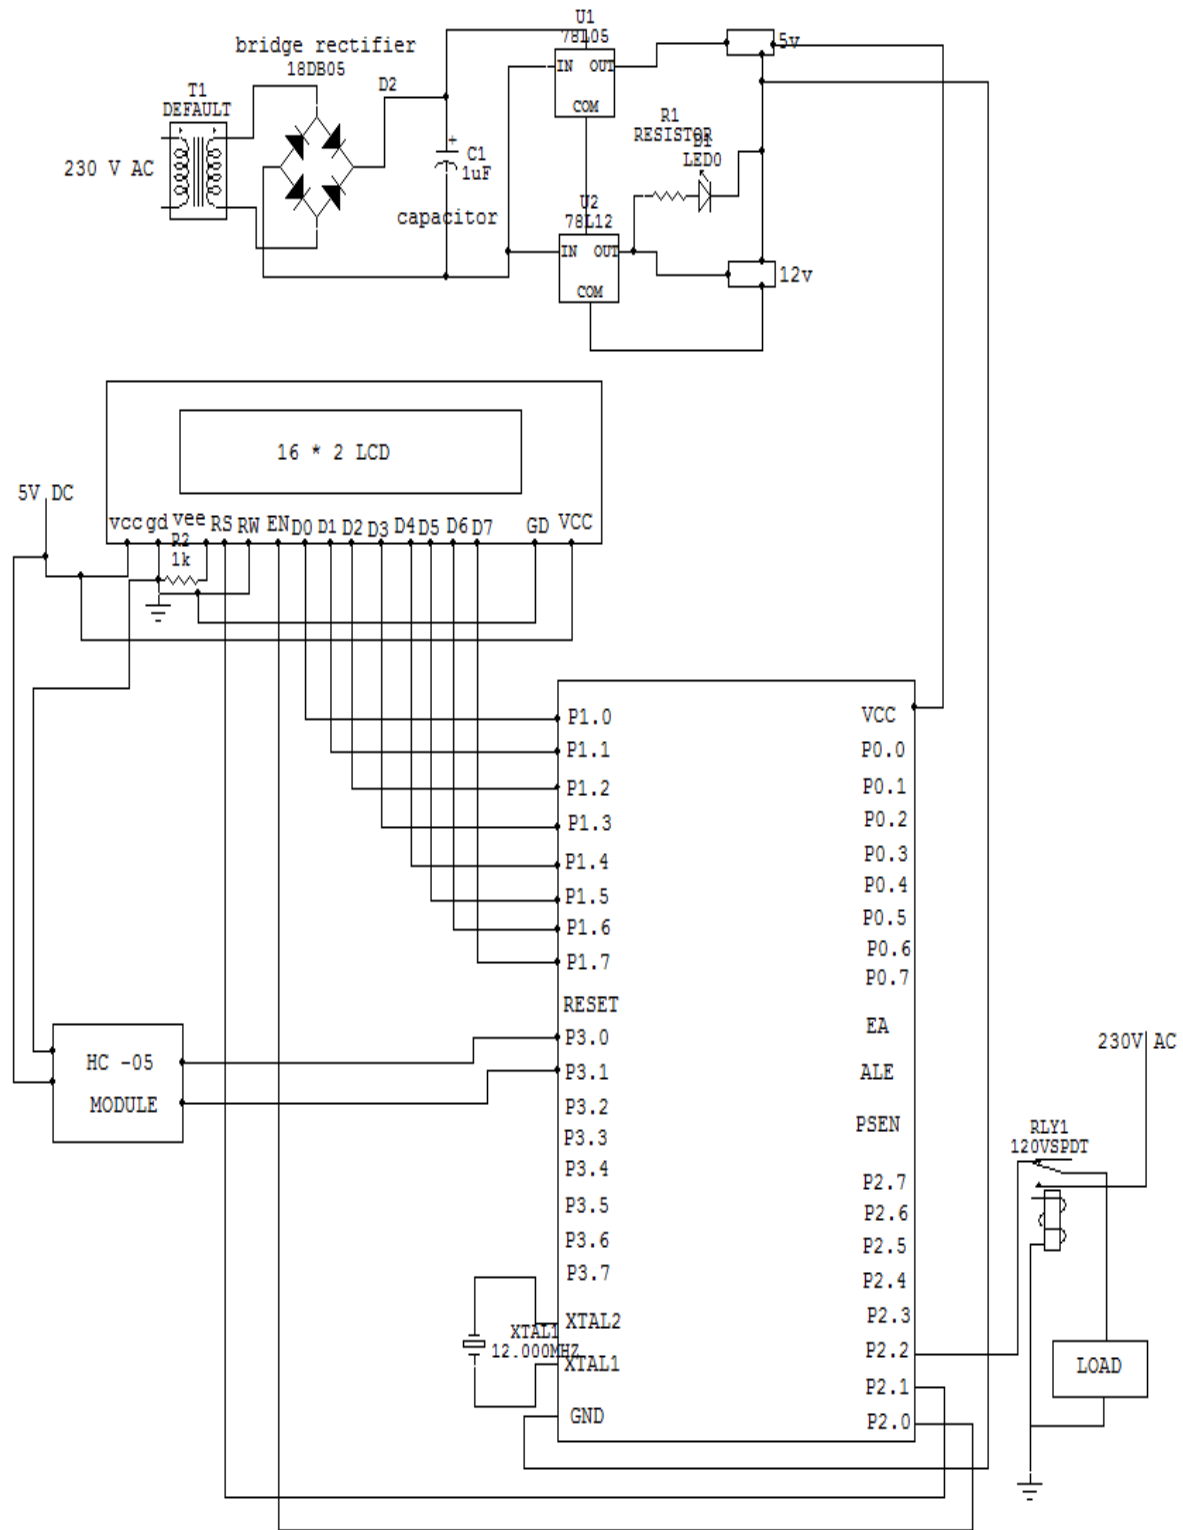 U1
78L05
bridge rectifier
18DB05
5v
IN OUT
COM
D2
T1
DEFAULT
R1
RESISTOR
D1
LED0
+
C1
1uF
230 V AC
capacitor
U2
78L12
IN OUT
COM
12v
16 * 2 LCD
5V DC
vcc gd vee RS RW EN D0 D1 D2 D3 D4 D5 D6 D7 GD VCC
R2
1k
P1.0
P1.1
P1.2
P1.3
P1.4
P1.5
P1.6
P1.7
RESET
P3.0
P3.1
P3.2
P3.3
P3.4
P3.5
P3.6
P3.7
XTAL2
XTAL1
GND
VCC
P0.0
P0.1
P0.2
P0.3
P0.4
P0.5
P0.6
P0.7
EA
ALE
PSEN
P2.7
P2.6
P2.5
P2.4
P2.3
P2.2
P2.1
P2.0
HC -05
MODULE
XTAL1
12.000MHZ
230V AC
RLY1
120VSPDT
LOAD